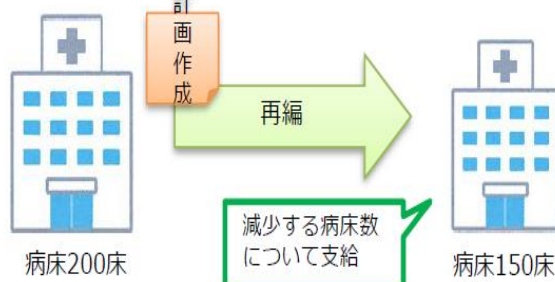 計画作成
再編
減少する病床数
について支給
病床200床
病床150床